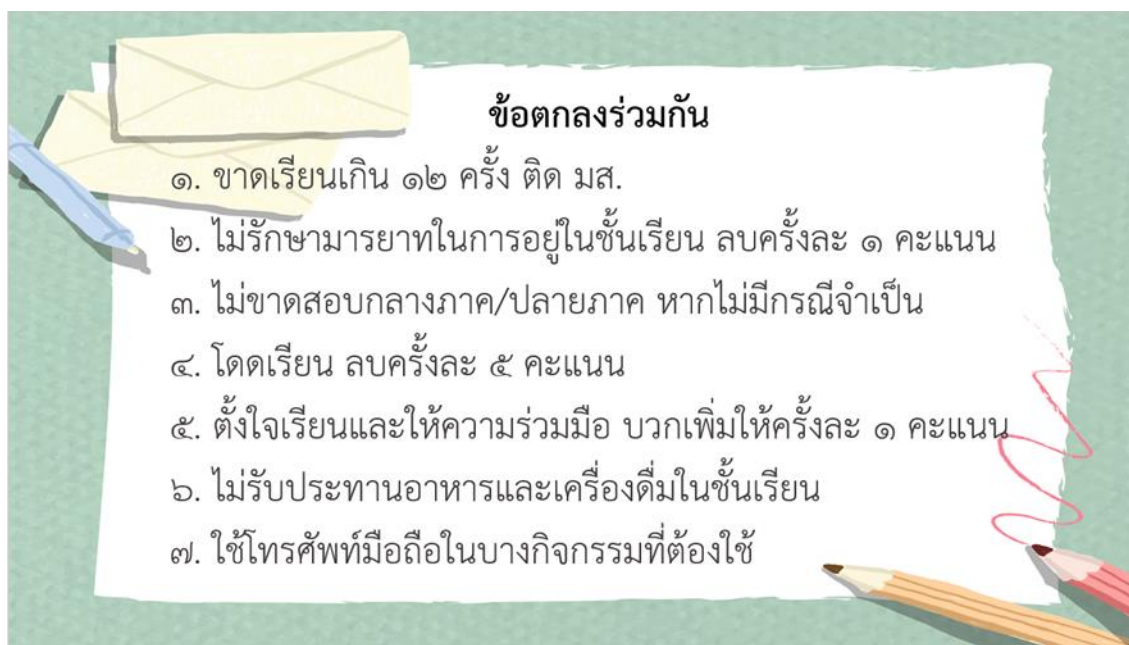 ข้อตกลงร่วมกัน
๑. ขาดเรียนเกิน ๑๒ ครั้ง ติด มส.
๒. ไม่รักษามารยาทในการอยู่ในชั้นเรียน ลบครั้งละ ๑ คะแนน
๓. ไม่ขาดสอบกลางภาค/ปลายภาค หากไม่มีกรณีจำเป็น
๔. โดดเรียน ลบครั้งละ ๕ คะแนน
๕. ตั้งใจเรียนและให้ความร่วมมือ บวกเพิ่มให้ครั้งละ ๑ คะแนน
๖. ไม่รับประทานอาหารและเครื่องดื่มในชั้นเรียน
๗. ใช้โทรศัพท์มือถือในบางกิจกรรมที่ต้องใช้